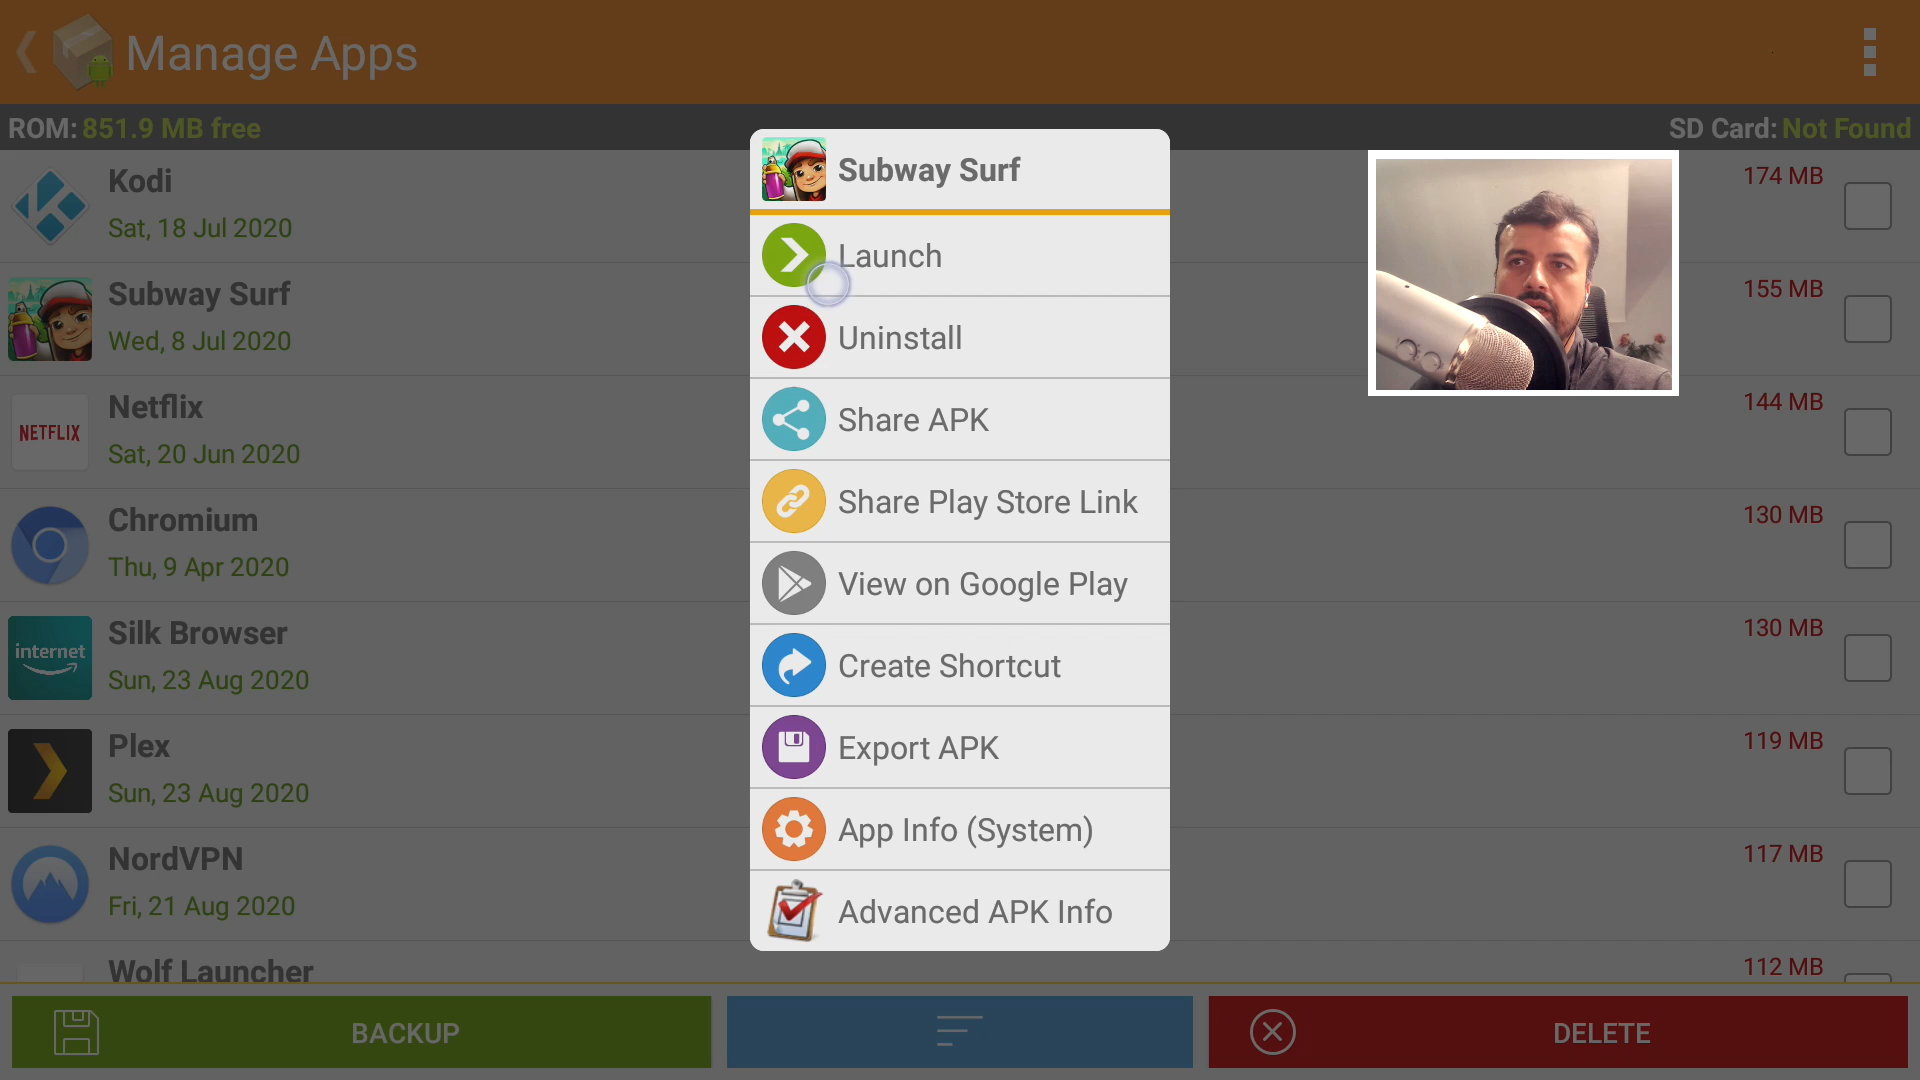 Manage Apps
ROM: 851.9 MB free
SD Card: Not Found
Kodi
Sat, 18 Jul 2020
174 MB
Subway Surf
Wed, 8 Jul 2020
155 MB
NETFLIX
Netflix
Sat, 20 Jun 2020
144 MB
Chromium
Thu, 9 Apr 2020
130 MB
internet
Silk Browser
Sun, 23 Aug 2020
130 MB
Plex
Sun, 23 Aug 2020
119 MB
NordVPN
Fri, 21 Aug 2020
117 MB
Wolf Launcher
112 MB
Subway Surf
Launch
Uninstall
Share APK
Share Play Store Link
View on Google Play
Create Shortcut
Export APK
App Info (System)
Advanced APK Info
BACKUP
DELETE